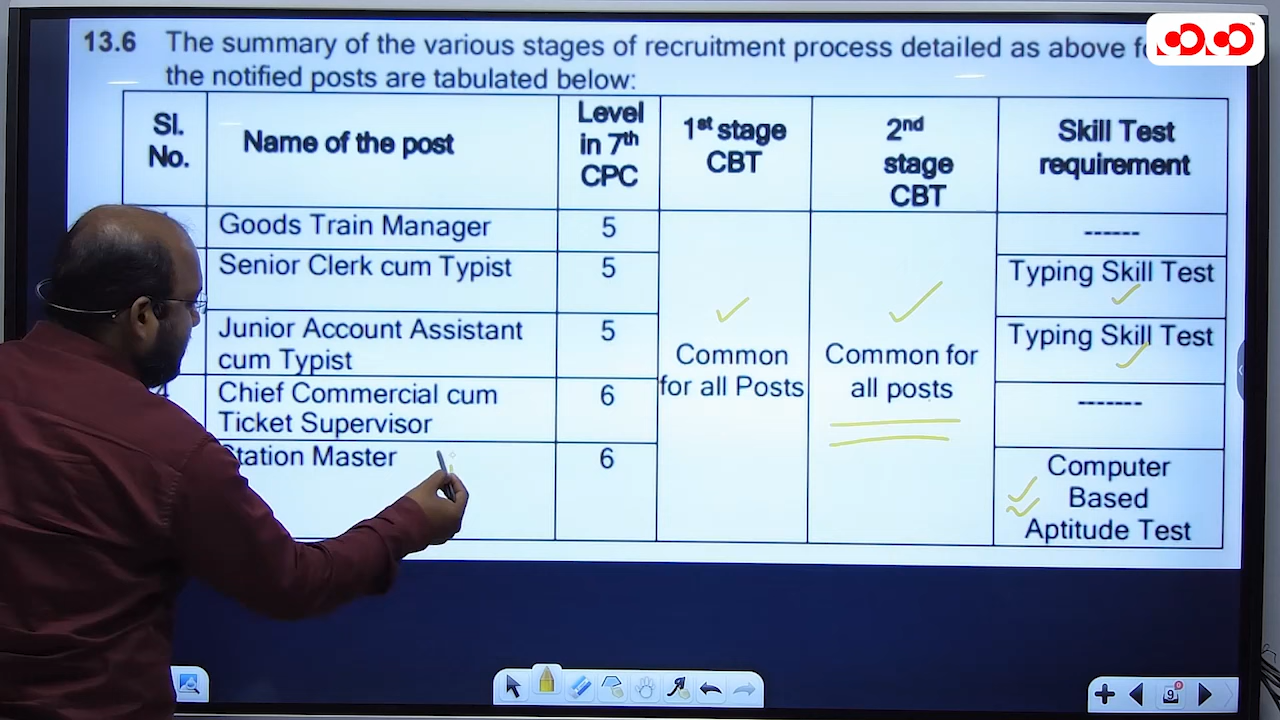 13.6 The summary of the various stages of recruitment process detailed as above
the notified posts are tabulated below:
Sl. No. Name of the post Level in 7th CPC 1st stage CBT 2nd stage CBT Skill Test requirement
Goods Train Manager 5 ------
Senior Clerk cum Typist 5 Typing Skill Test
Junior Account Assistant cum Typist 5 Typing Skill Test
Common for all Posts
Common for all posts
Chief Commercial cum Ticket Supervisor 6 -------
Station Master 6 Computer Based Aptitude Test
9